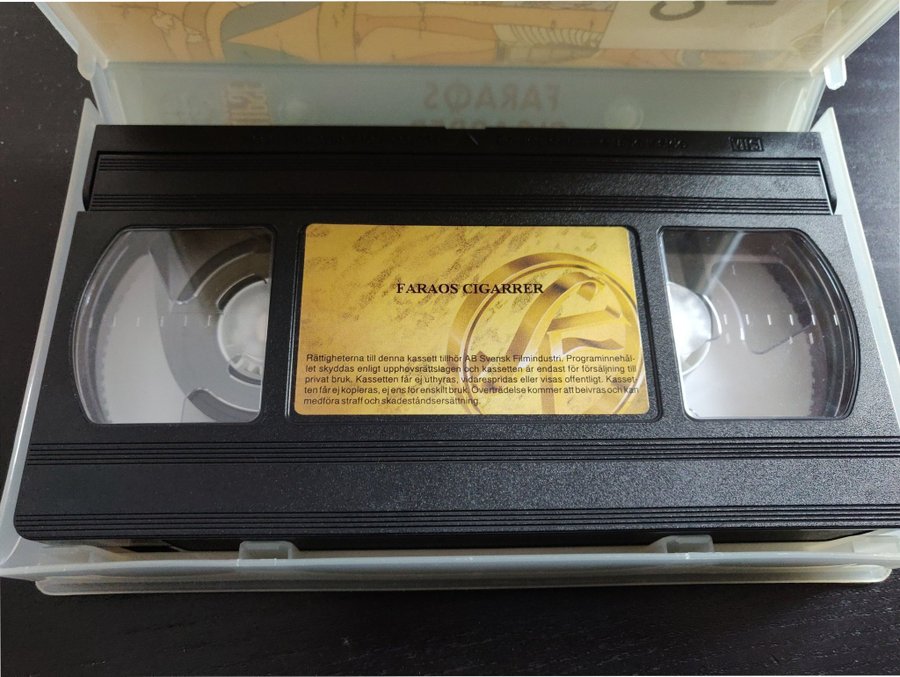 FARAOS
VHS
FARAOS CIGARRER
Rättigheterna till denna kassett tillhör AB Svensk Filmindustri. Programinnehål-
let skyddas enligt upphovsrättslagen och kassetten är endast för försäljning till
privat bruk. Kassetten får ej uthyras, vidarespridas eller visas offentligt. Kasset
ten får ej kopieras, ej ens för enskilt bruk. Överträdelse kommer att beivras och kan
medföra straff och skadeståndsersättning.